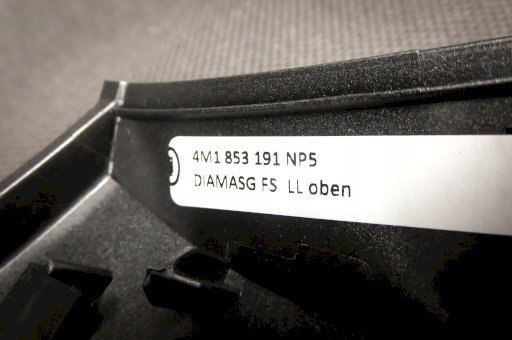 4M1 853 191 NP5
DIAMASG FS LL oben